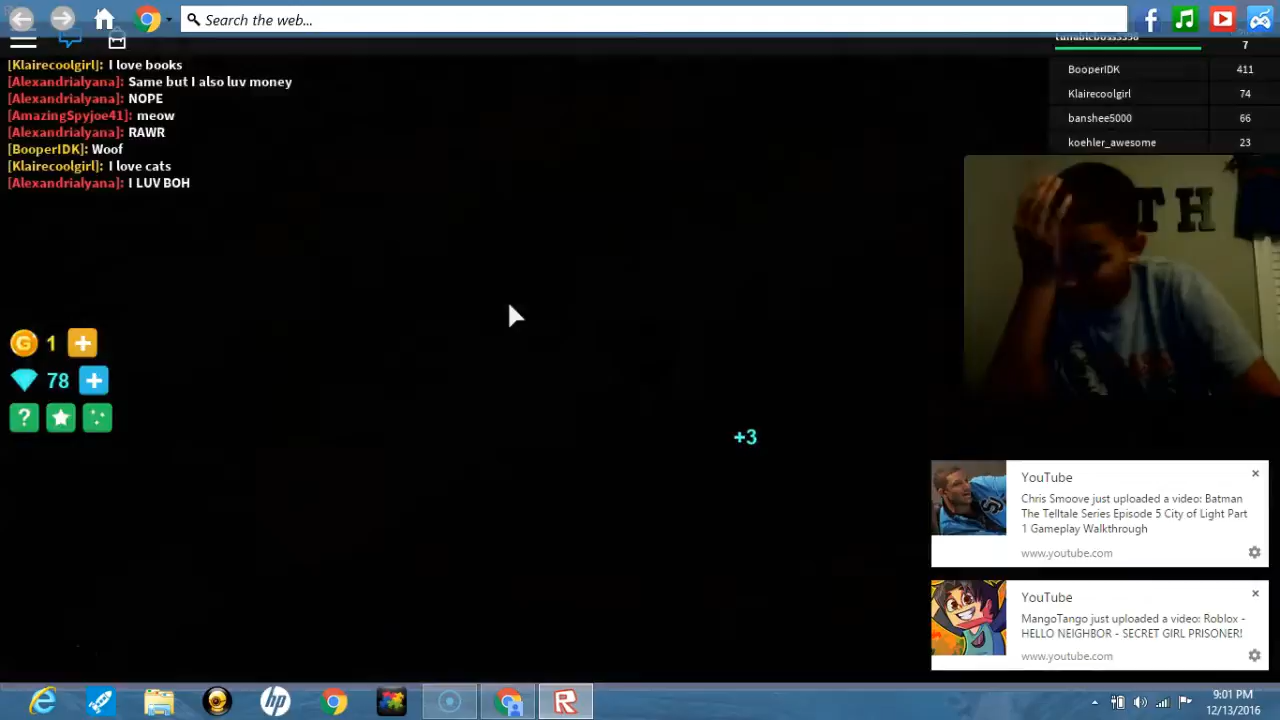 Search the web...
[Klairecoolgirl]: I love books
[Alexandrialyana]: Same but I also luv money
[Alexandrialyana]: NOPE
[AmazingSpyjoe41]: meow
[Alexandrialyana]: RAWR
[BooperIDK]: Woof
[Klairecoolgirl]: I love cats
[Alexandrialyana]: I LUV BOH
7
BooperIDK 411
Klairecoolgirl 74
banshee5000 66
koehler_awesome 23
TH
G 1 +
78 +
?
+3
YouTube
Chris Smoove just uploaded a video: Batman
The Telltale Series Episode 5 City of Light Part
1 Gameplay Walkthrough
www.youtube.com
YouTube
MangoTango just uploaded a video: Roblox -
HELLO NEIGHBOR - SECRET GIRL PRISONER!
www.youtube.com
hp
9:01 PM
12/13/2016